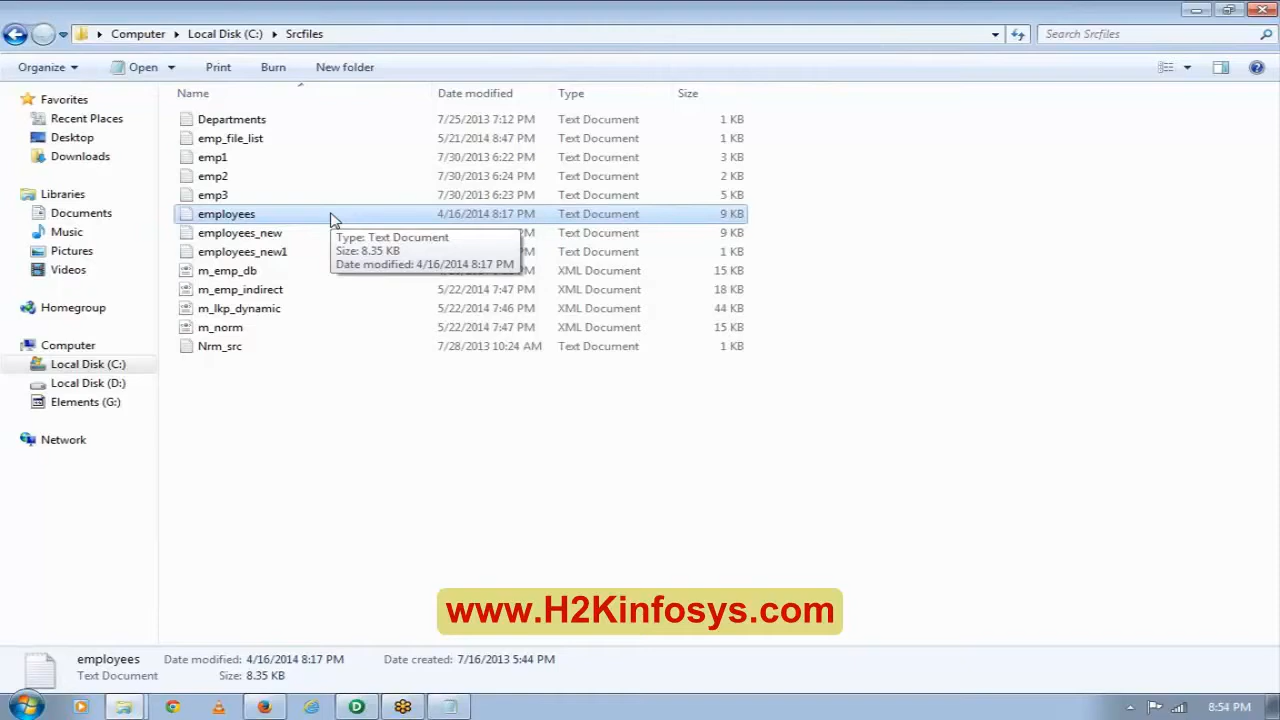 Computer Local Disk (C:) Srcfiles Search Srcfiles
Organize Open Print Burn New folder
Name Date modified Type Size
Favorites
Recent Places
Desktop
Downloads
Libraries
Documents
Music
Pictures
Videos
Homegroup
Computer
Local Disk (C:)
Local Disk (D:)
Elements (G:)
Network
Departments 7/25/2013 7:12 PM Text Document 1 KB
emp_file_list 5/21/2014 8:47 PM Text Document 1 KB
emp1 7/30/2013 6:22 PM Text Document 3 KB
emp2 7/30/2013 6:24 PM Text Document 2 KB
emp3 7/30/2013 6:23 PM Text Document 5 KB
employees 4/16/2014 8:17 PM Text Document 9 KB
employees_new PM Text Document 9 KB
employees_new1 PM Text Document 1 KB
m_emp_db XML Document 15 KB
m_emp_indirect 5/22/2014 7:47 PM XML Document 18 KB
m_lkp_dynamic 5/22/2014 7:46 PM XML Document 44 KB
m_norm 5/22/2014 7:47 PM XML Document 15 KB
Nrm_src 7/28/2013 10:24 AM Text Document 1 KB
Type: Text Document
Size: 8.35 KB
Date modified: 4/16/2014 8:17 PM
www.H2Kinfosys.com
employees Date modified: 4/16/2014 8:17 PM Date created: 7/16/2013 5:44 PM
Text Document Size: 8.35 KB
8:54 PM